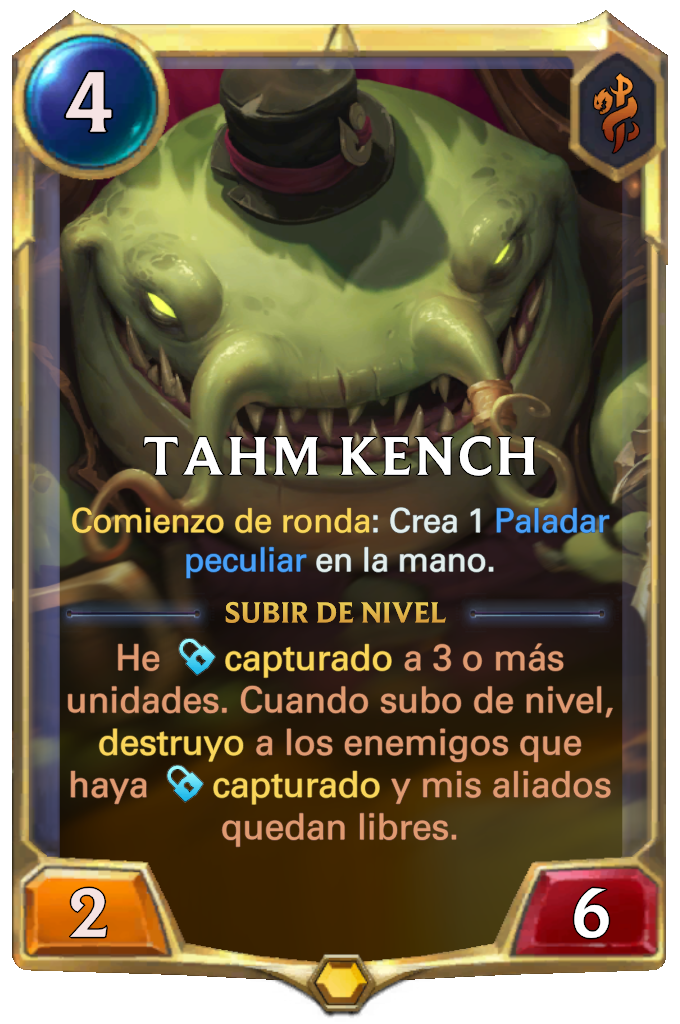 4
TAHM KENCH
Comienzo de ronda: Crea 1 Paladar
peculiar en la mano.
SUBIR DE NIVEL
He capturado a 3 o más
unidades. Cuando subo de nivel,
destruyo a los enemigos que
haya capturado y mis aliados
quedan libres.
2
6